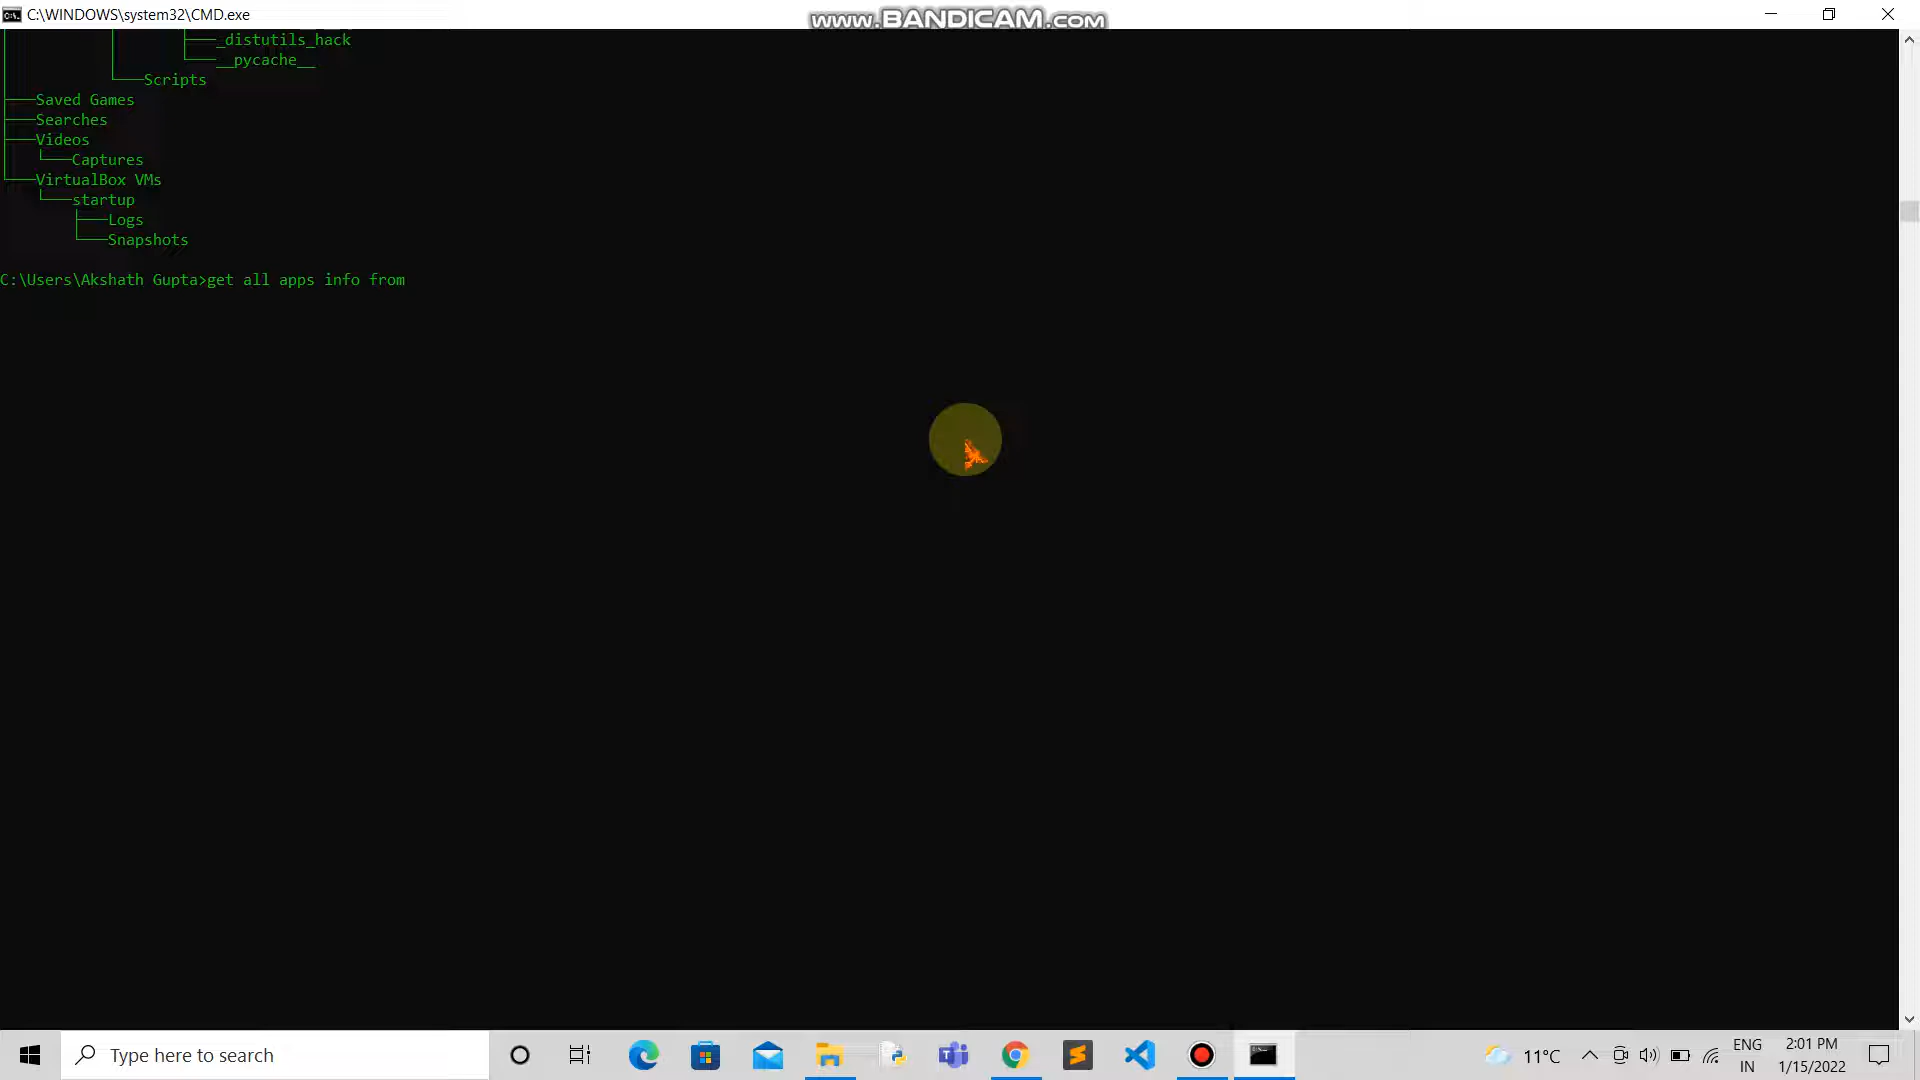 C:\WINDOWS\system32\CMD.exe
www.BANDICAM.com
_distutils_hack
__pycache__
Scripts
Saved Games
Searches
Videos
Captures
VirtualBox VMs
startup
Logs
Snapshots
C:\Users\Akshath Gupta>get all apps info from
Type here to search
11°C
ENG
IN
2:01 PM
1/15/2022